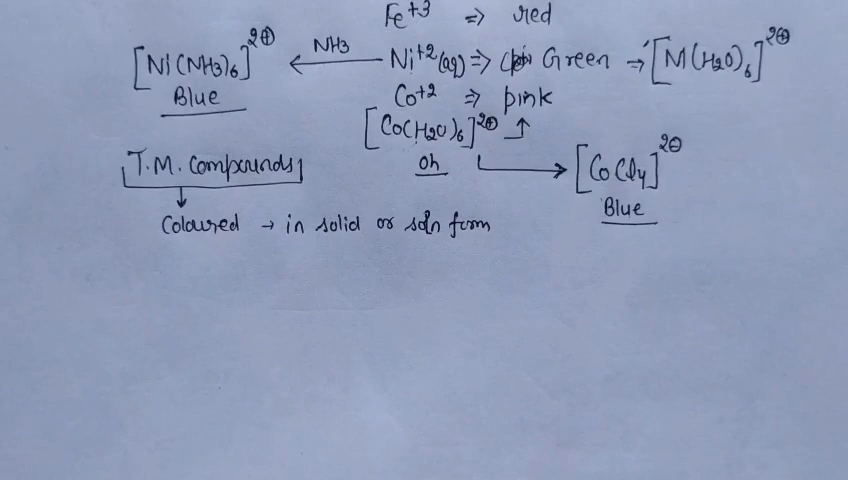 Fe+3 => red
[Ni(NH3)6]2⊕ <- NH3 Ni+2(aq) => Green → [M(H2O)6]2⊕
Blue
Co+2 => pink
[Co(H2O)6]2⊕ ↑
Oh → [CoCl4]2⊖
Blue
T.M. Compounds
Coloured → in solid or soln form